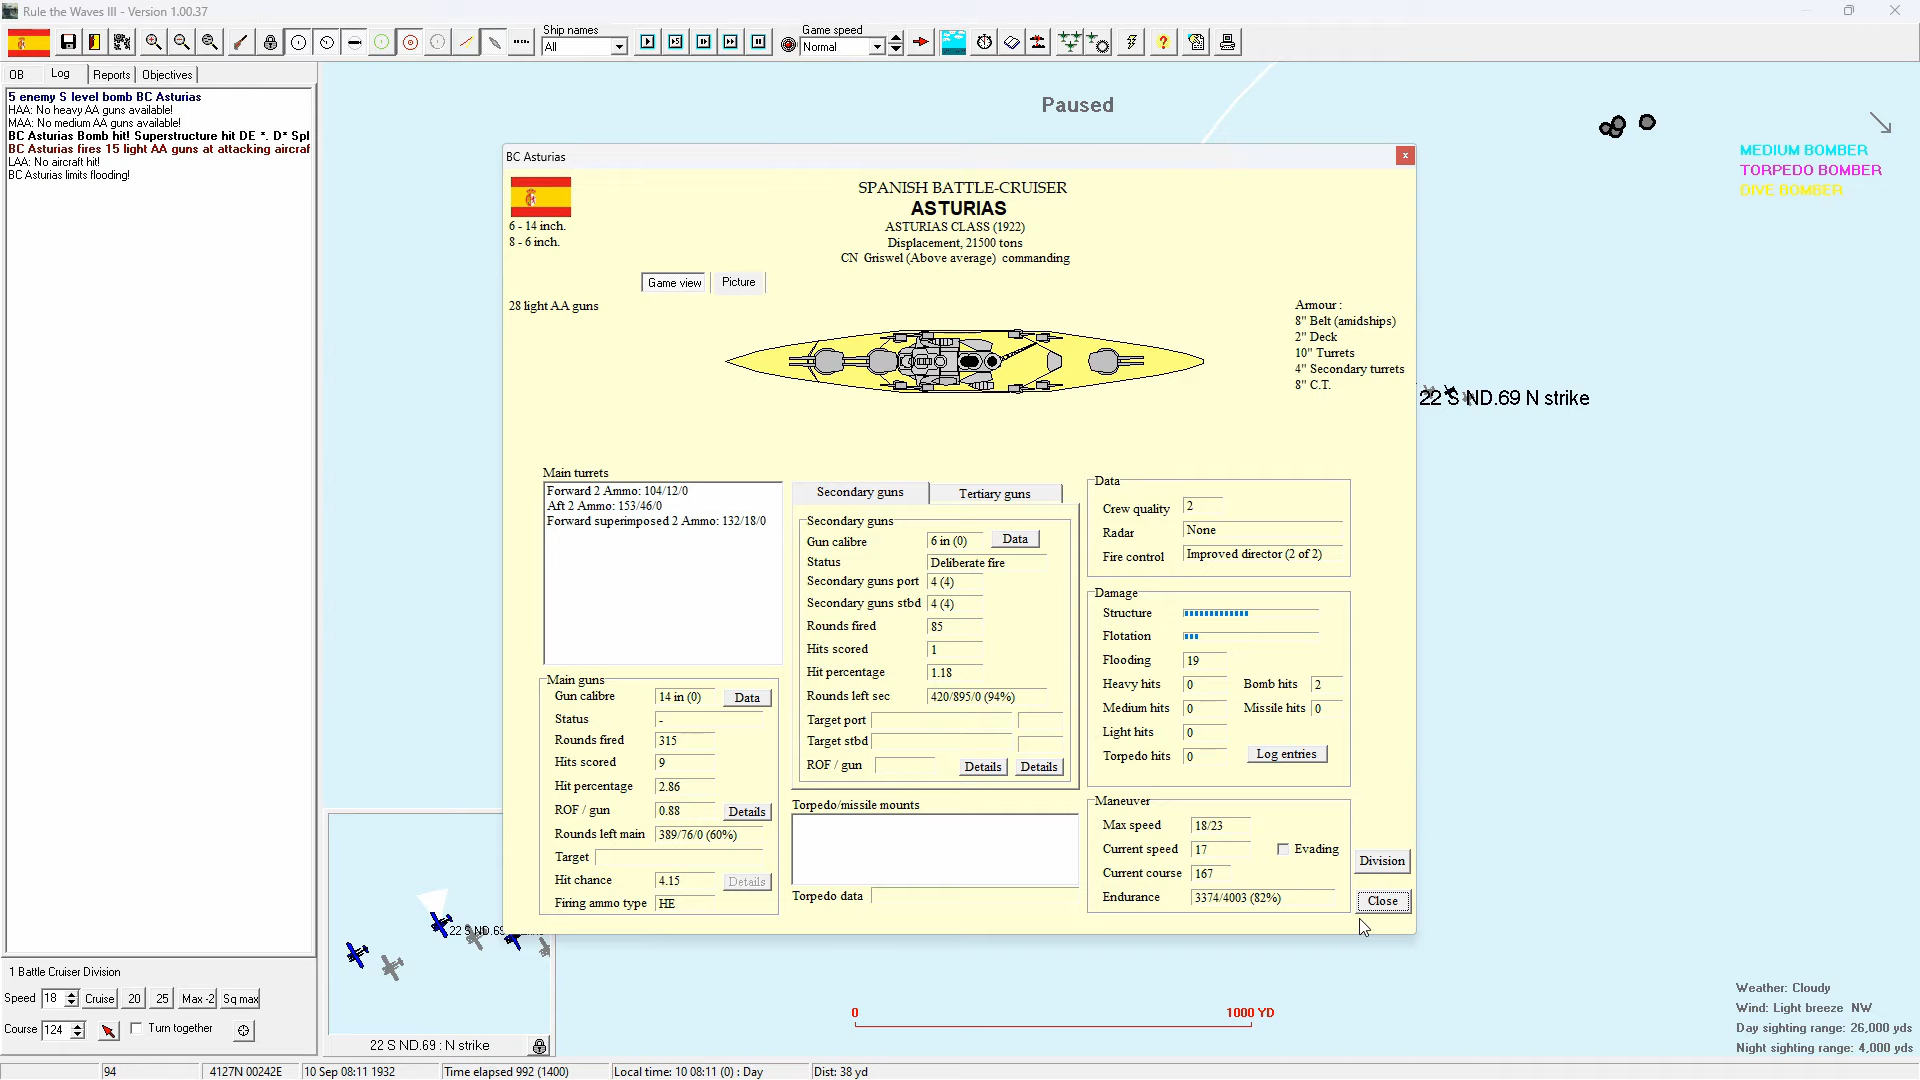 Rule the Waves III - Version 1.00.37
Ship names
All
Game speed
Normal
OB
Log
Reports
Objectives
5 enemy S level bomb BC Asturias
HAA: No heavy AA guns available!
MAA: No medium AA guns available!
BC Asturias Bomb hit! Superstructure hit DE *. D* Spl
BC Asturias fires 15 light AA guns at attacking aircraf
LAA: No aircraft hit!
BC Asturias limits flooding!
Paused
MEDIUM BOMBER
TORPEDO BOMBER
DIVE BOMBER
BC Asturias
x
SPANISH BATTLE-CRUISER
ASTURIAS
ASTURIAS CLASS (1922)
Displacement, 21500 tons
CN Griswel (Above average) commanding
6 - 14 inch.
8 - 6 inch.
Game view
Picture
28 light AA guns
Armour :
8" Belt (amidships)
2" Deck
10" Turrets
4" Secondary turrets
8" C.T.
22 S ND.69 N strike
Main turrets
Forward 2 Ammo: 104/12/0
Aft 2 Ammo: 153/46/0
Forward superimposed 2 Ammo: 132/18/0
Main guns
Gun calibre 14 in (0) Data
Status -
Rounds fired 315
Hits scored 9
Hit percentage 2.86
ROF / gun 0.88 Details
Rounds left main 389/76/0 (60%)
Target
Hit chance 4.15 Details
Firing ammo type HE
Secondary guns
Tertiary guns
Secondary guns
Gun calibre 6 in (0) Data
Status Deliberate fire
Secondary guns port 4 (4)
Secondary guns stbd 4 (4)
Rounds fired 85
Hits scored 1
Hit percentage 1.18
Rounds left sec 420/895/0 (94%)
Target port
Target stbd
ROF / gun Details Details
Torpedo/missile mounts
Torpedo data
Data
Crew quality 2
Radar None
Fire control Improved director (2 of 2)
Damage
Structure
Flotation
Flooding 19
Heavy hits 0 Bomb hits 2
Medium hits 0 Missile hits 0
Light hits 0
Torpedo hits 0 Log entries
Maneuver
Max speed 18/23
Current speed 17 Evading
Current course 167
Endurance 3374/4003 (82%)
Division
Close
22 S ND.69
22 S ND.69 : N strike
1 Battle Cruiser Division
Speed 18 Cruise 20 25 Max -2 Sq max
Course 124 Turn together
0
1000 YD
Weather: Cloudy
Wind: Light breeze NW
Day sighting range: 26,000 yds
Night sighting range: 4,000 yds
94
4127N 00242E
10 Sep 08:11 1932
Time elapsed 992 (1400)
Local time: 10 08:11 (0) : Day
Dist: 38 yd